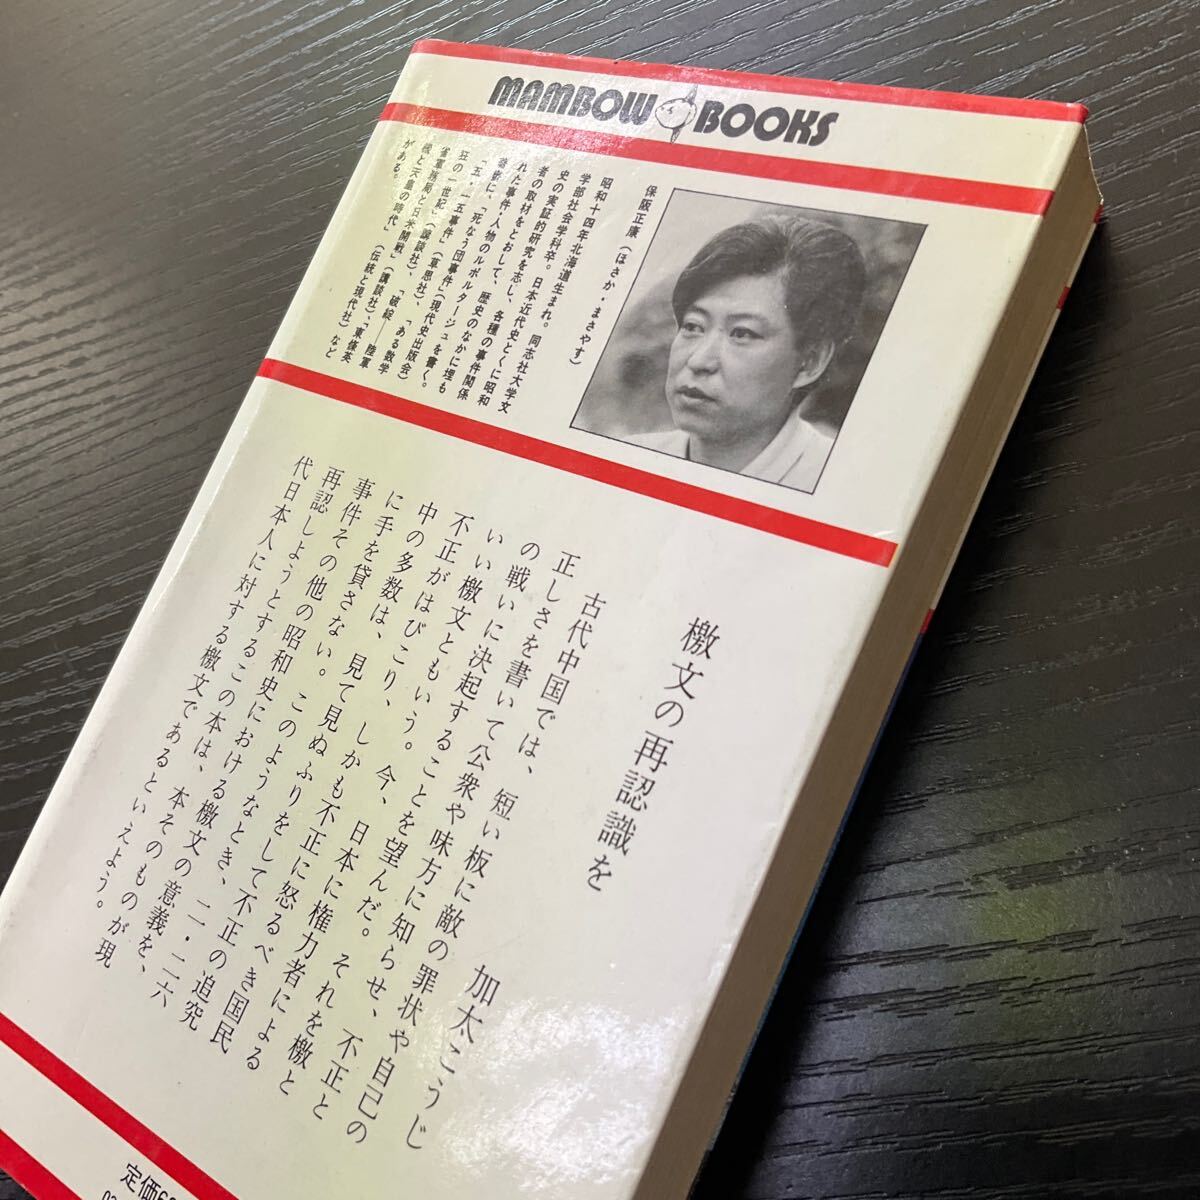 MAMBOW BOOKS
保阪正康(ほさか・まさやす)
昭和十四年北海道生まれ。同志社大学文
学部社会学科卒。日本近代史とくに昭和
史の実証的研究を志し、各種の事件関係
者の取材をとおして、歴史のなかに埋も
れた事件・人物のルポルタージュを書く。
著術に、「死なう団事件」(現代史出版会)
「五・一五事件」(草思社)、「ある数学
狂の一世紀」(講談社)、「破綻――陸軍
省軍務局と日米開戦」(講談社)、「東條英
機と天皇の時代」(伝統と現代社)など
がある。
檄文の再認識を
加太こうじ
古代中国では、短い板に敵の罪状や自己の
正しさを書いて公衆や味方に知らせ、不正と
の戦いに決起することを望んだ。それを檄と
いい檄文ともいう。今、日本に権力者による
不正がはびこり、しかも不正に怒るべき国民
中の多数は、見て見ぬふりをして不正の追究
に手を貸さない。このようなとき、二・二六
事件その他の昭和史における檄文の意義を、
再認しようとするこの本は、本そのものが現
代日本人に対する檄文であるといえよう。
定価6